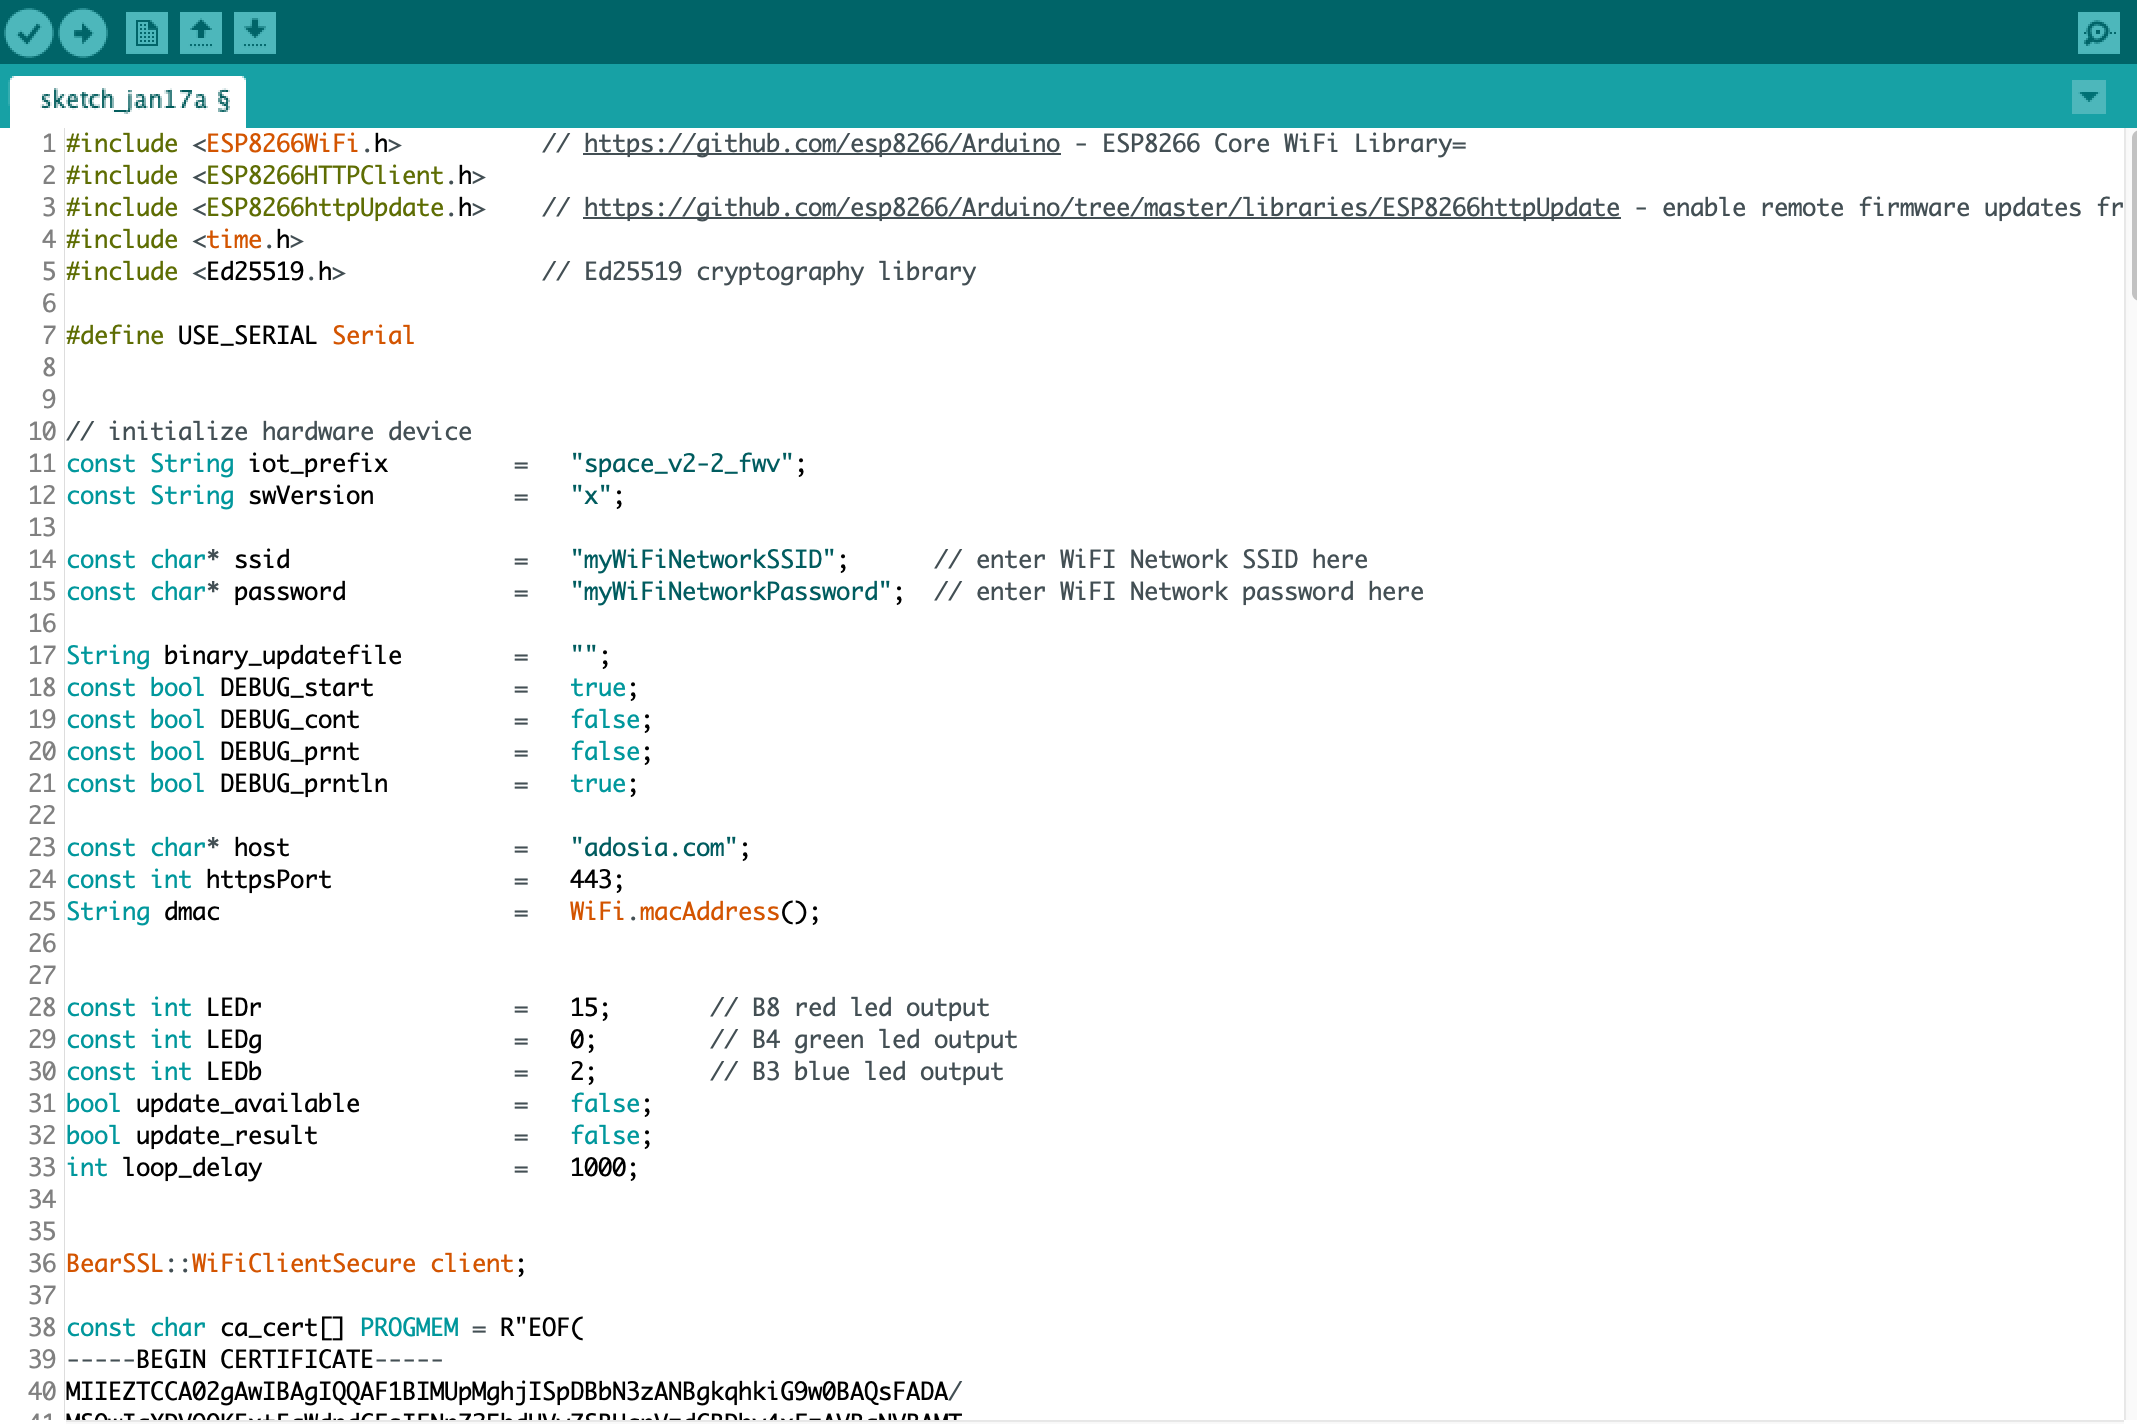 sketch_jan17a §
1 #include <ESP8266WiFi.h> // https://github.com/esp8266/Arduino - ESP8266 Core WiFi Library=
2 #include <ESP8266HTTPClient.h>
3 #include <ESP8266httpUpdate.h> // https://github.com/esp8266/Arduino/tree/master/libraries/ESP8266httpUpdate - enable remote firmware updates fr
4 #include <time.h>
5 #include <Ed25519.h> // Ed25519 cryptography library
6
7 #define USE_SERIAL Serial
8
9
10 // initialize hardware device
11 const String iot_prefix = "space_v2-2_fwv";
12 const String swVersion = "x";
13
14 const char* ssid = "myWiFiNetworkSSID"; // enter WiFI Network SSID here
15 const char* password = "myWiFiNetworkPassword"; // enter WiFI Network password here
16
17 String binary_updatefile = "";
18 const bool DEBUG_start = true;
19 const bool DEBUG_cont = false;
20 const bool DEBUG_prnt = false;
21 const bool DEBUG_prntln = true;
22
23 const char* host = "adosia.com";
24 const int httpsPort = 443;
25 String dmac = WiFi.macAddress();
26
27
28 const int LEDr = 15; // B8 red led output
29 const int LEDg = 0; // B4 green led output
30 const int LEDb = 2; // B3 blue led output
31 bool update_available = false;
32 bool update_result = false;
33 int loop_delay = 1000;
34
35
36 BearSSL::WiFiClientSecure client;
37
38 const char ca_cert[] PROGMEM = R"EOF(
39 -----BEGIN CERTIFICATE-----
40 MIIEZTCCA02gAwIBAgIQQAF1BIMUpMghjISpDBbN3zANBgkqhkiG9w0BAQsFADA/